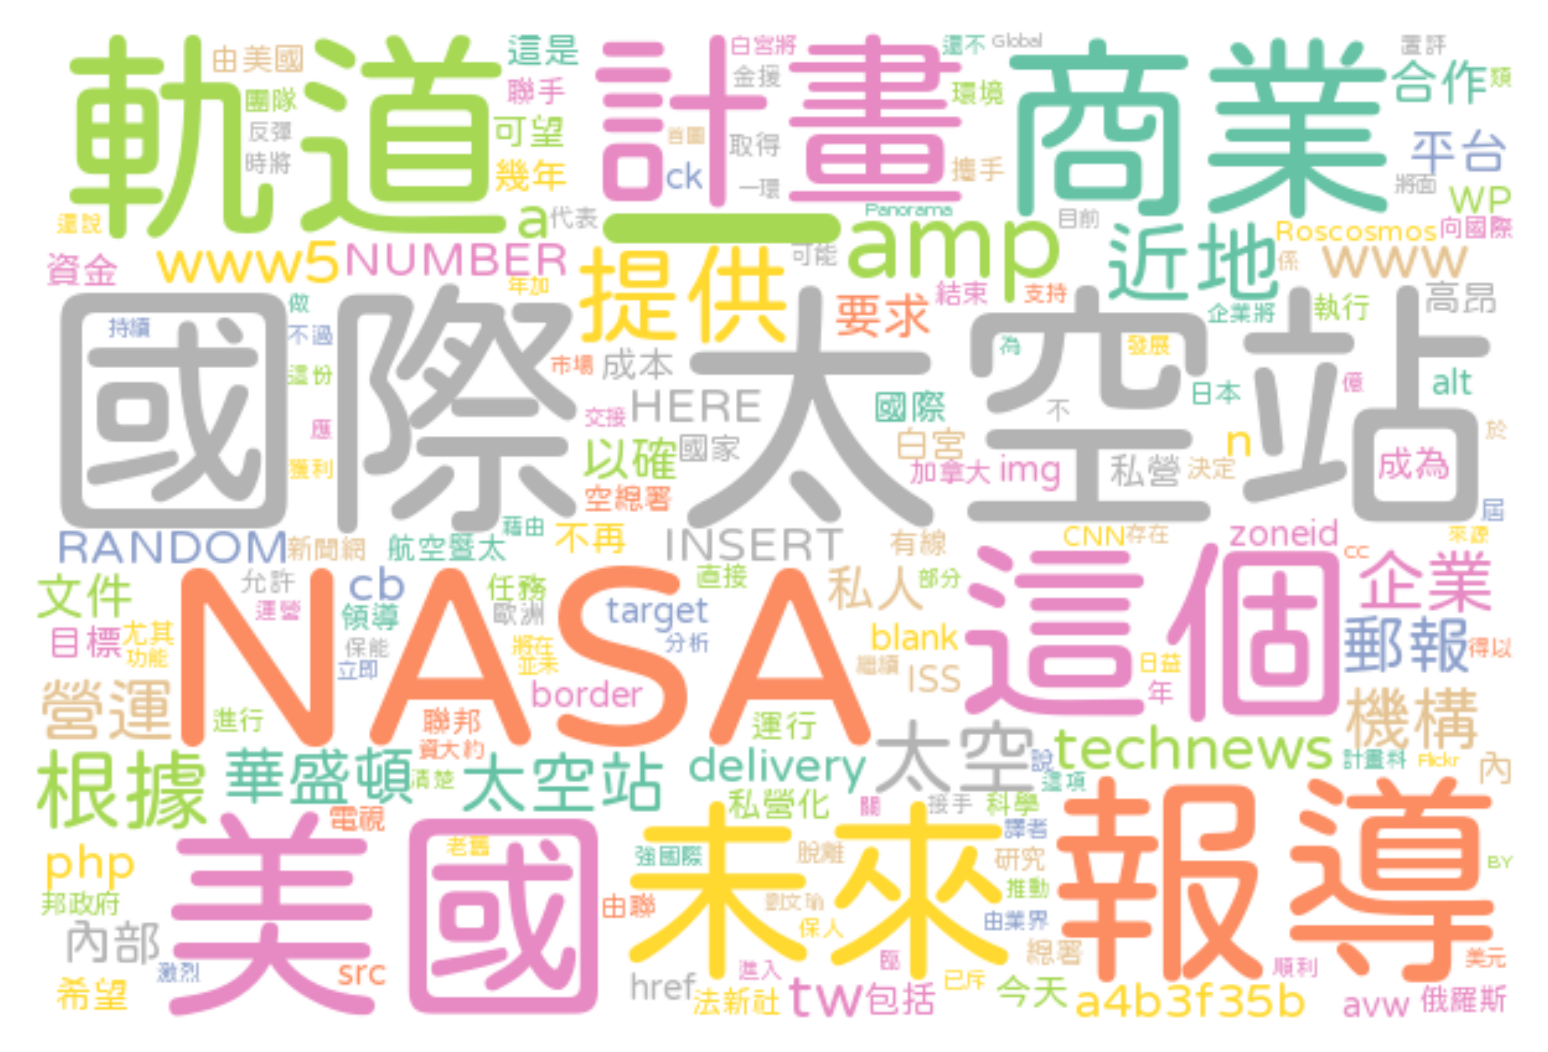 軌道
計畫
商業
由美國
團隊
反彈
時將
這是
聯手
可望
幾年
a
代表
白宮將
金援
取得
一環
ck
還不
Global
環境
攜手
置評
合作
類
平台
將面
WP
還說
資金
www5
NUMBER
年加
提供
一
可能
amp
Panorama
目前
近地
Roscosmos
向國際
係
www
國際太空站
持續
做
不過
這份
應
獲利
市場
成本
交接
HERE
以確
國家
空總署
要求
結束
支持
國際
白宮
加拿大
img
為
不
發展
企業將
執行
高昂
日本
億
alt
n
私營
決定
成為
於
屆
RANDOM
新聞網
航空暨太
藉由
不再
INSERT
有線
CNN
存在
zoneid
cc
來源
文件
目標
尤其
功能
允許
運營
cb
領導
保能
立即
任務
歐洲
將在
並未
target
分析
直接
私人
部分
blank
繼續
ISS
NASA
這個
日益
年
企業
郵報
得以
營運
進行
聯邦
資大約
border
運行
太空
technews
機構
說
這項
計畫料
Flickr
內
根據
華盛頓
清楚
太空站
delivery
私營化
關
接手
科學
php
邦政府
內部
希望
激烈
美國
電視
老舊
src
強國際
由聯
未來
脫離
劉文瑜
保人
譯者
研究
推動
由業界
總署
報導
BY
美元
順利
href
法新社
進入
tw
包括
已斥
今天
a4b3f35b
avw
俄羅斯